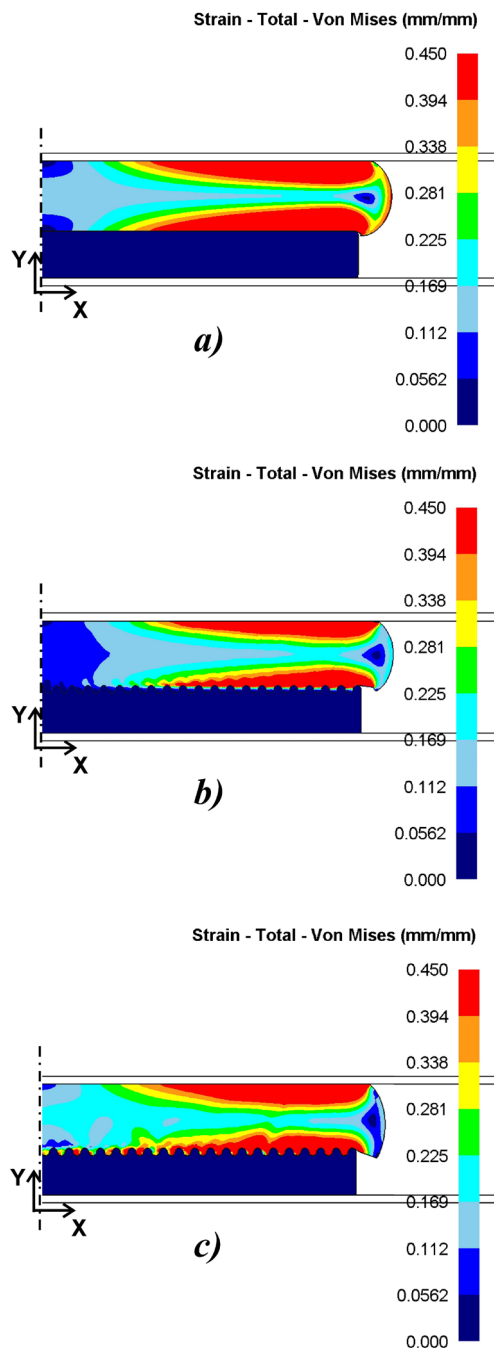 Strain - Total - Von Mises (mm/mm)
0.450
0.394
0.338
0.281
0.225
0.169
0.112
0.0562
0.000
Y
X
a)
Strain - Total - Von Mises (mm/mm)
0.450
0.394
0.338
0.281
0.225
0.169
0.112
0.0562
0.000
Y
X
b)
Strain - Total - Von Mises (mm/mm)
0.450
0.394
0.338
0.281
0.225
0.169
0.112
0.0562
0.000
Y
X
c)